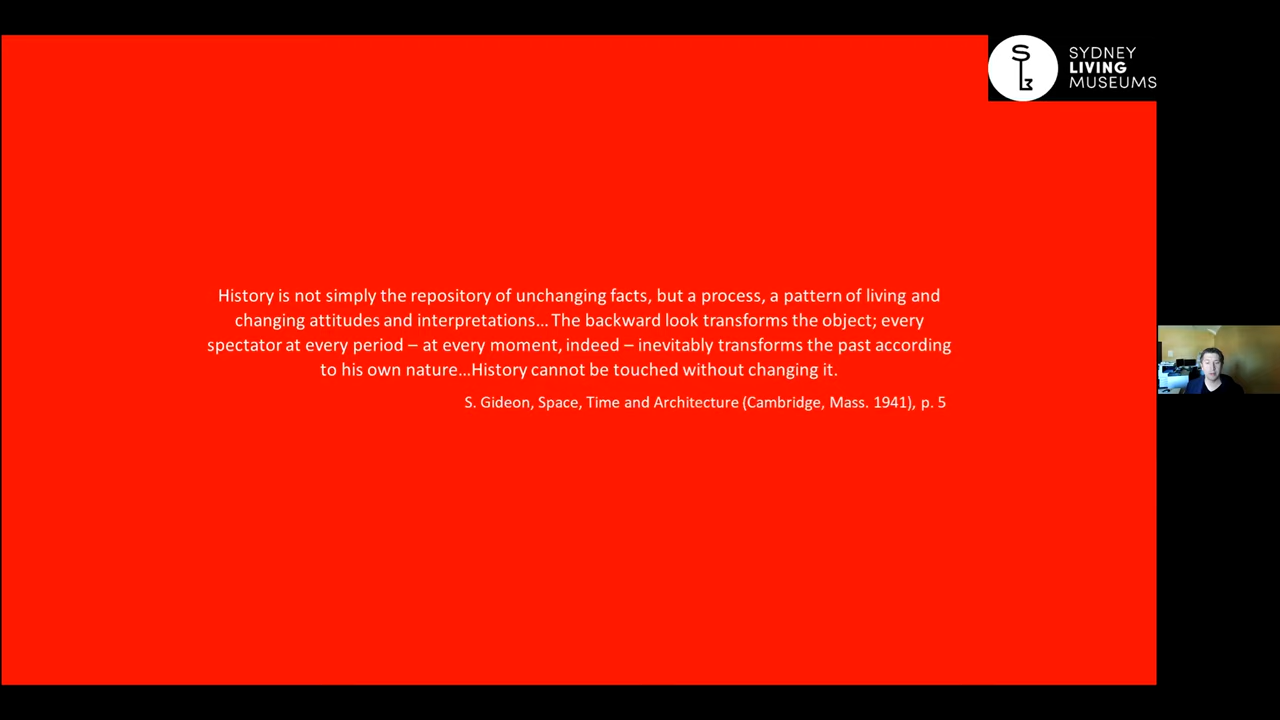 SYDNEY
LIVING
MUSEUMS
History is not simply the repository of unchanging facts, but a process, a pattern of living and
changing attitudes and interpretations... The backward look transforms the object; every
spectator at every period – at every moment, indeed – inevitably transforms the past according
to his own nature...History cannot be touched without changing it.
S. Gideon, Space, Time and Architecture (Cambridge, Mass. 1941), p. 5